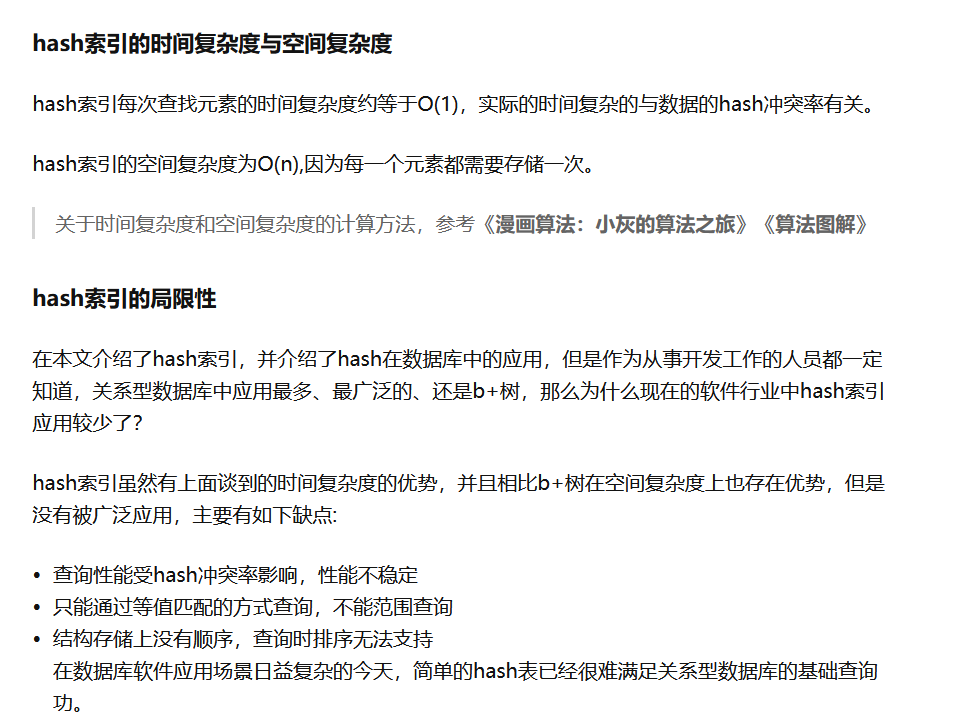 hash索引的时间复杂度与空间复杂度
hash索引每次查找元素的时间复杂度约等于O(1)，实际的时间复杂的与数据的hash冲突率有关。
hash索引的空间复杂度为O(n),因为每一个元素都需要存储一次。
关于时间复杂度和空间复杂度的计算方法，参考《漫画算法：小灰的算法之旅》《算法图解》
hash索引的局限性
在本文介绍了hash索引，并介绍了hash在数据库中的应用，但是作为从事开发工作的人员都一定
知道，关系型数据库中应用最多、最广泛的、还是b+树，那么为什么现在的软件行业中hash索引
应用较少了？
hash索引虽然有上面谈到的时间复杂度的优势，并且相比b+树在空间复杂度上也存在优势，但是
没有被广泛应用，主要有如下缺点:
• 查询性能受hash冲突率影响，性能不稳定
• 只能通过等值匹配的方式查询，不能范围查询
• 结构存储上没有顺序，查询时排序无法支持
在数据库软件应用场景日益复杂的今天，简单的hash表已经很难满足关系型数据库的基础查询
功。